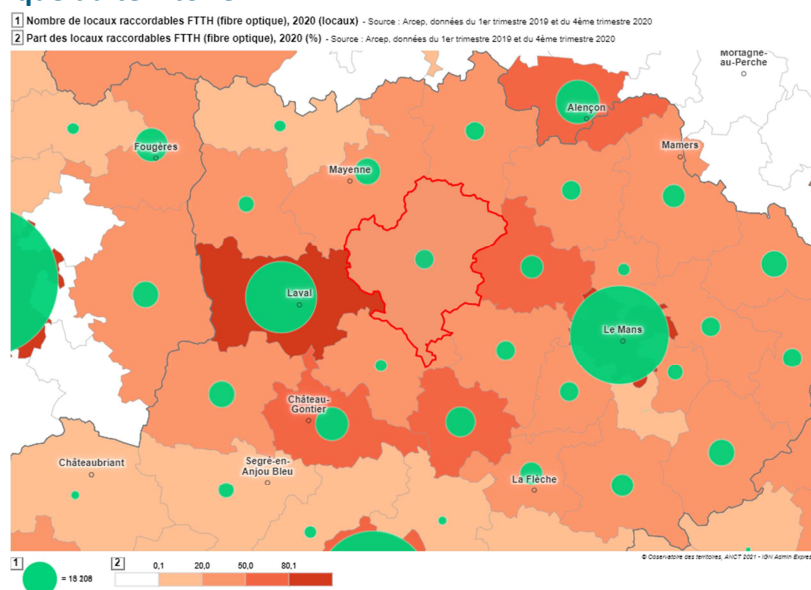 1 Nombre de locaux raccordables FTTH (fibre optique), 2020 (locaux) - Source : Arcep, données du 1er trimestre 2019 et du 4ème trimestre 2020
2 Part des locaux raccordables FTTH (fibre optique), 2020 (%) - Source : Arcep, données du 1er trimestre 2019 et du 4ème trimestre 2020
Mortagne-
au-Perche
Alençon
Fougères
Mamers
Mayenne
Laval
Le Mans
Château-
Gontier
Châteaubriant
Segré-en-
Anjou Bleu
La Flèche
© Observatoire des territoires, ANCT 2021 - IGN Admin Expres
1
2
0,1 20,0 50,0 80,1